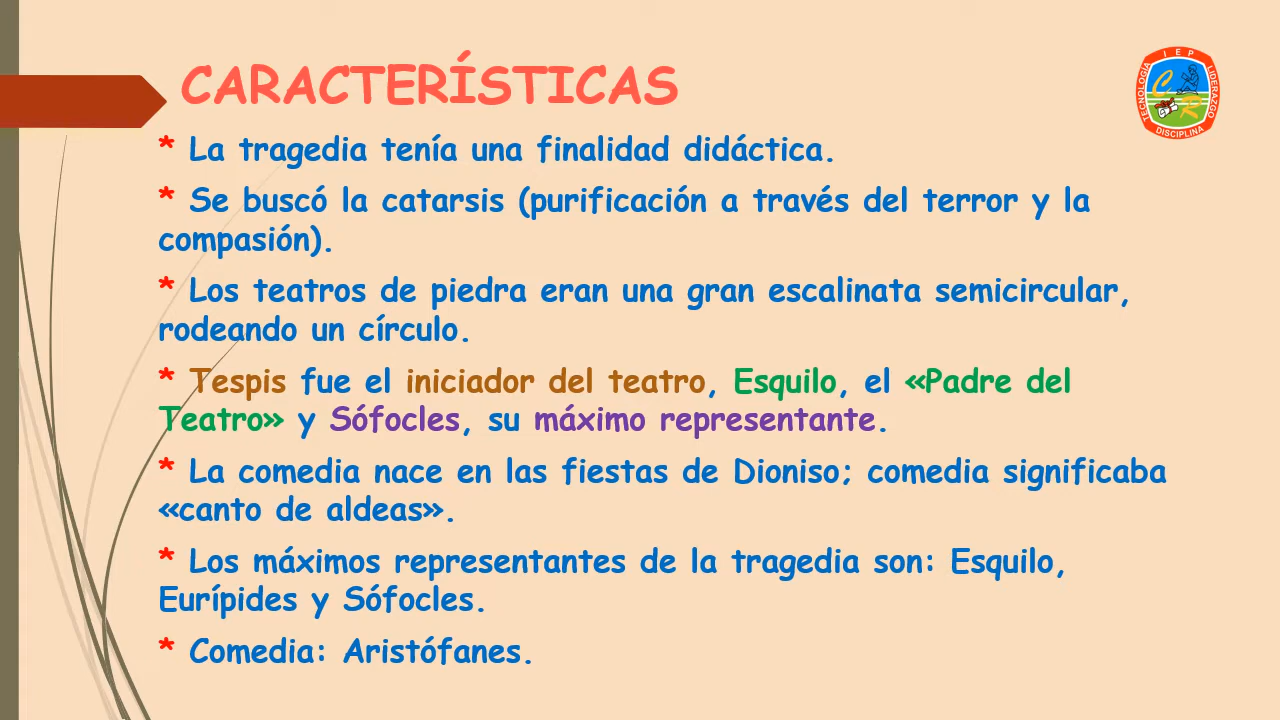 CARACTERÍSTICAS
* La tragedia tenía una finalidad didáctica.
* Se buscó la catarsis (purificación a través del terror y la
compasión).
* Los teatros de piedra eran una gran escalinata semicircular,
rodeando un círculo.
* Tespis fue el iniciador del teatro, Esquilo, el «Padre del
Teatro» y Sófocles, su máximo representante.
* La comedia nace en las fiestas de Dioniso; comedia significaba
«canto de aldeas».
* Los máximos representantes de la tragedia son: Esquilo,
Eurípides y Sófocles.
* Comedia: Aristófanes.
I E P
TECNOLOGÍA
LIDERAZGO
DISCIPLINA
C
R